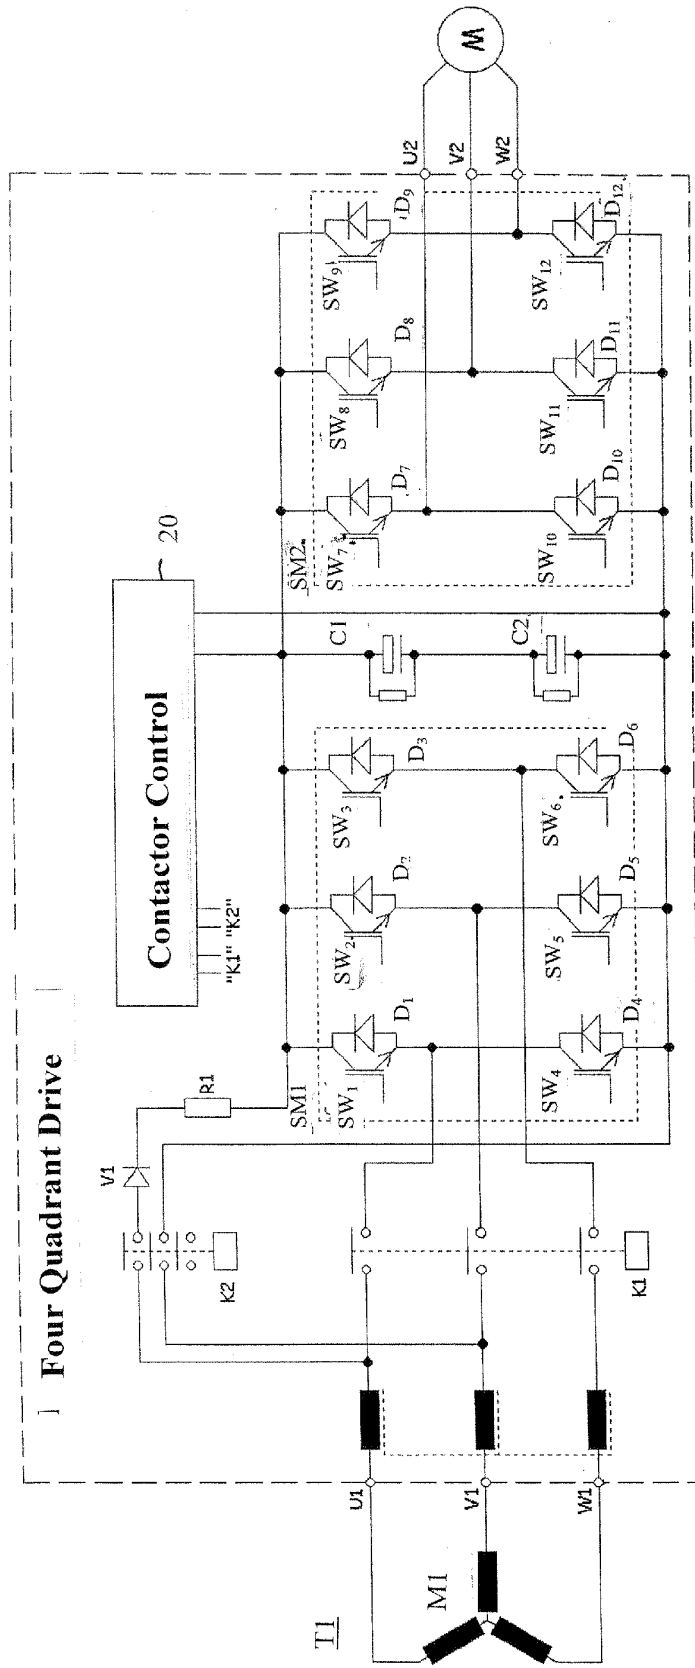 Four Quadrant Drive
Contactor Control
20
"K1" "K2"
V1
R1
K2
K1
SM1
SW1
D1
SW2
D2
SW3
D3
SW4
D4
SW5
D5
SW6
D6
C1
C2
SM2
SW7
D7
SW8
D8
SW9
D9
SW10
D10
SW11
D11
SW12
D12
U1
V1
W1
U2
V2
W2
T1
M1
W